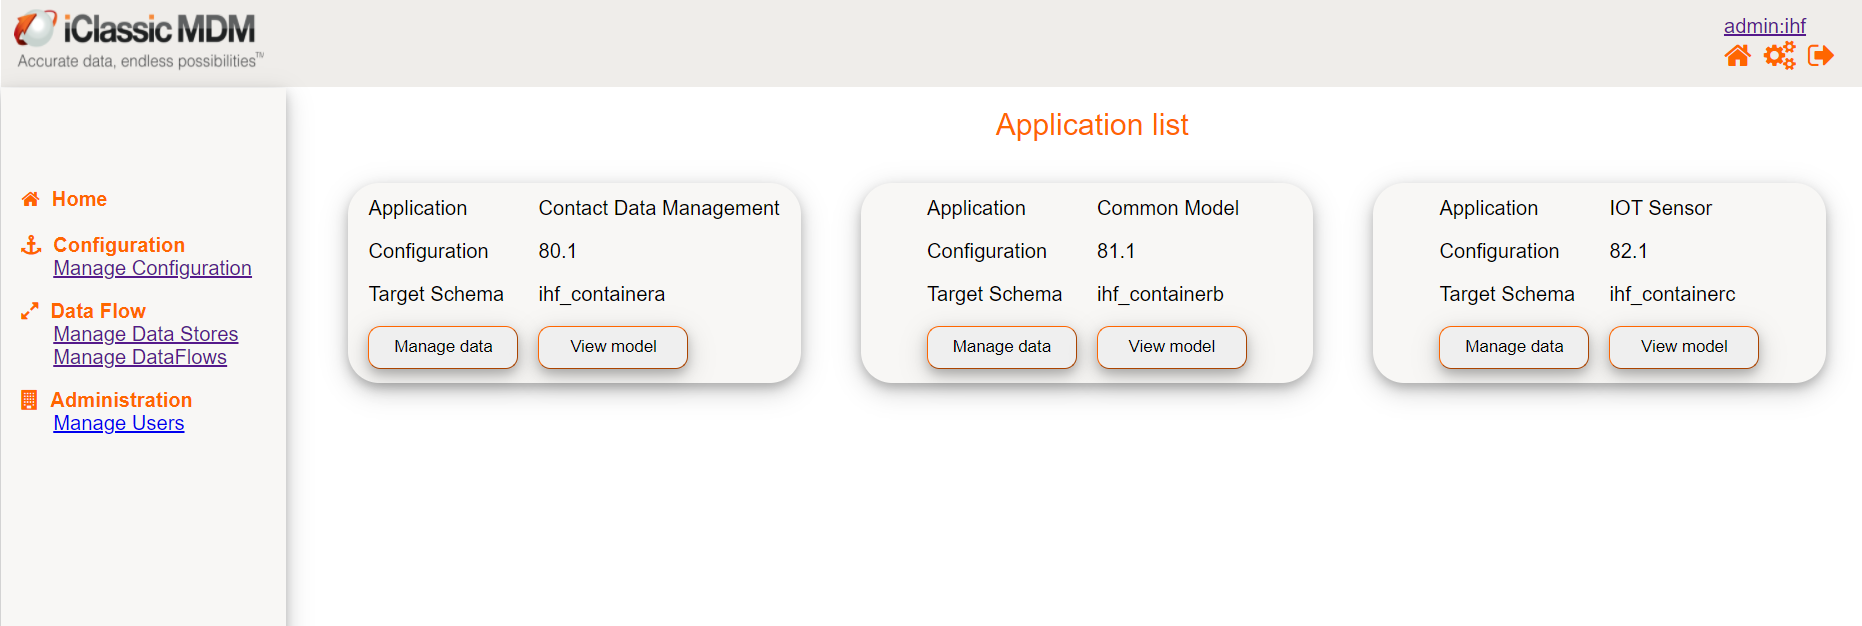 iClassic MDM
Accurate data, endless possibilities™
admin:ihf
Home
Configuration
Manage Configuration
Data Flow
Manage Data Stores
Manage DataFlows
Administration
Manage Users
Application list
Application Contact Data Management
Configuration 80.1
Target Schema ihf_containera
Manage data View model
Application Common Model
Configuration 81.1
Target Schema ihf_containerb
Manage data View model
Application IOT Sensor
Configuration 82.1
Target Schema ihf_containerc
Manage data View model